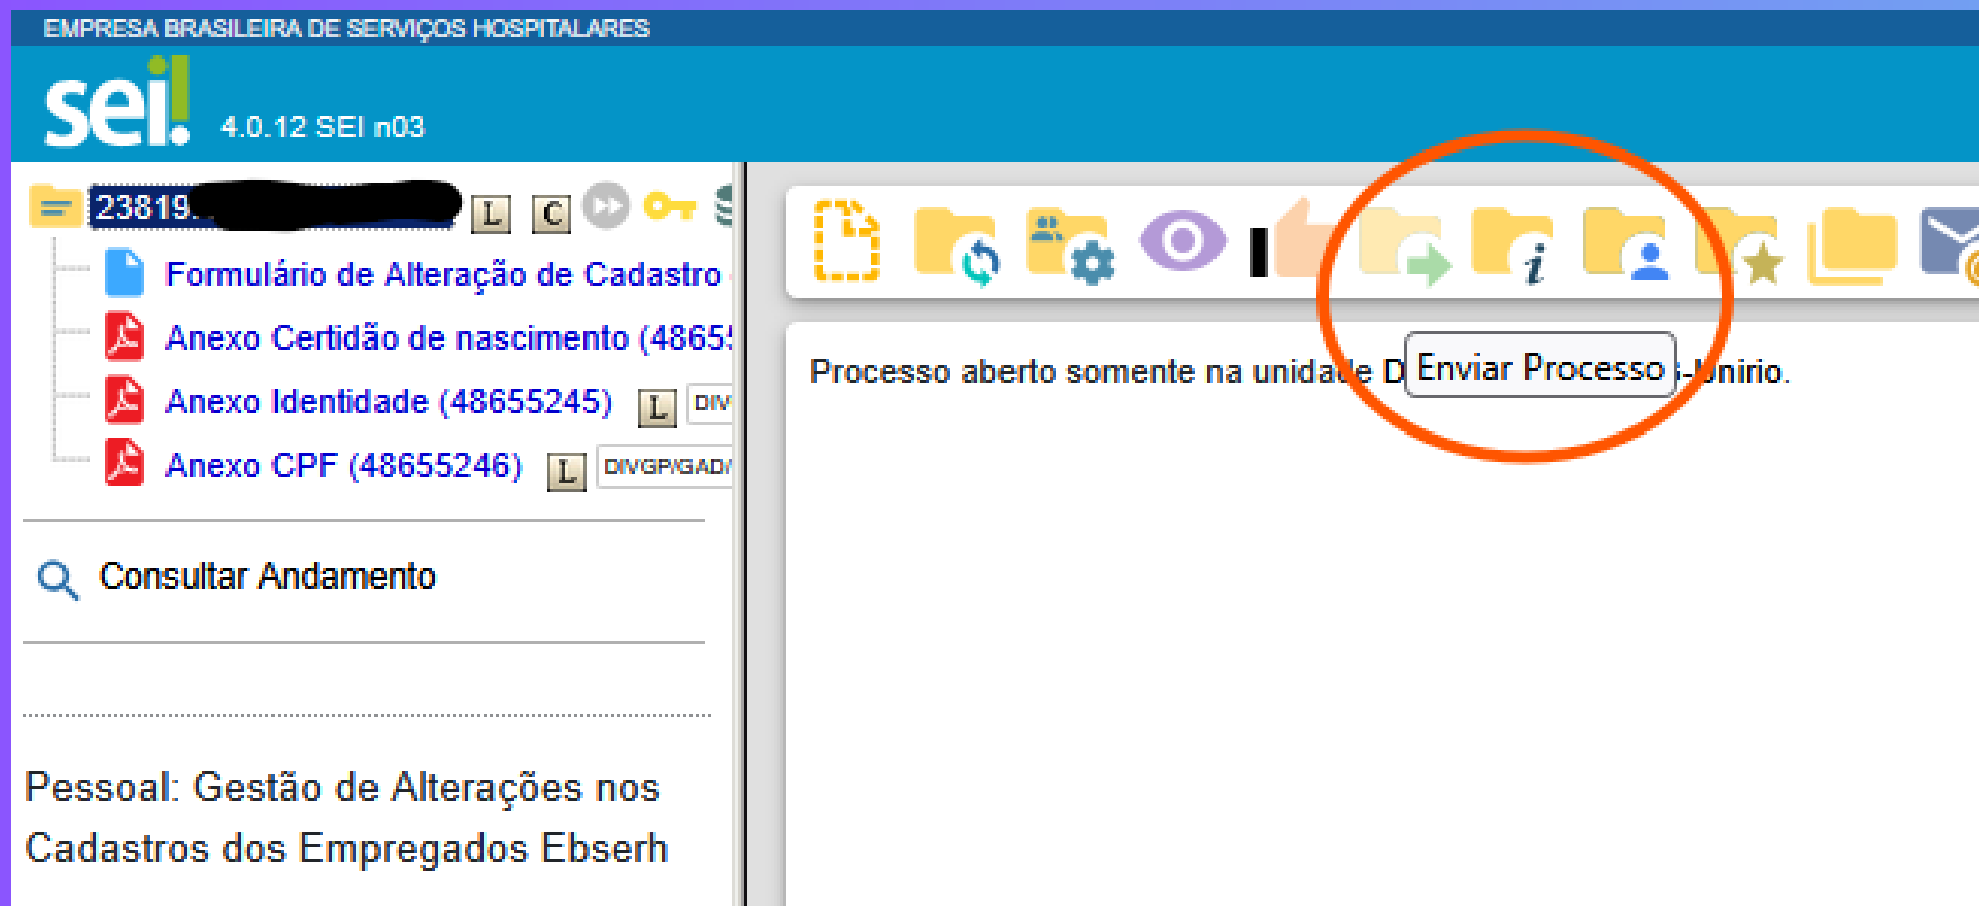 EMPRESA BRASILEIRA DE SERVIÇOS HOSPITALARES
sei!
4.0.12 SEI n03
23819.
L C
Formulário de Alteração de Cadastro
Anexo Certidão de nascimento (48655
Anexo Identidade (48655245) L DIV
Anexo CPF (48655246) L DIVGP/GAD/
Consultar Andamento
Pessoal: Gestão de Alterações nos
Cadastros dos Empregados Ebserh
Processo aberto somente na unidade D -Unirio.
Enviar Processo